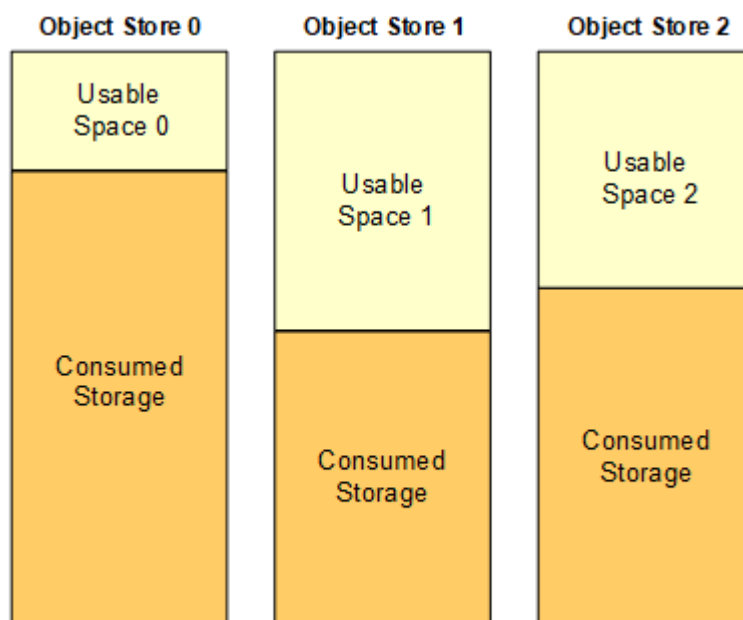 Object Store 0
Object Store 1
Object Store 2
Usable
Space 0
Usable
Space 1
Usable
Space 2
Consumed
Storage
Consumed
Storage
Consumed
Storage